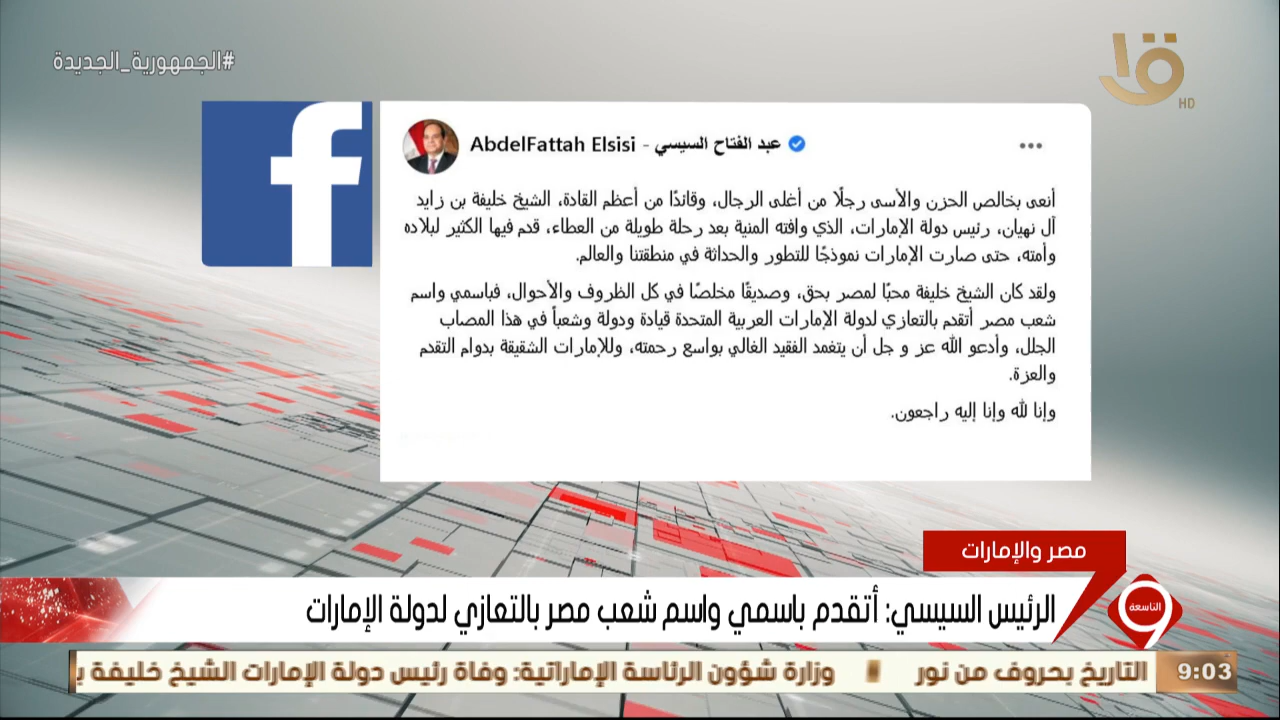 #الجمهورية_الجديدة
HD
عبد الفتاح السيسي - AbdelFattah Elsisi
أنعى بخالص الحزن والأسى رجلًا من أغلى الرجال، وقائدًا من أعظم القادة، الشيخ خليفة بن زايد
آل نهيان، رئيس دولة الإمارات، الذي وافته المنية بعد رحلة طويلة من العطاء، قدم فيها الكثير لبلاده
وأمته، حتى صارت الإمارات نموذجًا للتطور والحداثة في منطقتنا والعالم.
ولقد كان الشيخ خليفة محبًا لمصر بحق، وصديقًا مخلصًا في كل الظروف والأحوال، فباسمي واسم
شعب مصر أتقدم بالتعازي لدولة الإمارات العربية المتحدة قيادة ودولة وشعباً في هذا المصاب
الجلل، وأدعو الله عز و جل أن يتغمد الفقيد الغالي بواسع رحمته، وللإمارات الشقيقة بدوام التقدم
والعزة.
وإنا لله وإنا إليه راجعون.
مصر والإمارات
التاسعة
الرئيس السيسي: أتقدم باسمي واسم شعب مصر بالتعازي لدولة الإمارات
9:03
التاريخ بحروف من نور
وزارة شؤون الرئاسة الإماراتية: وفاة رئيس دولة الإمارات الشيخ خليفة